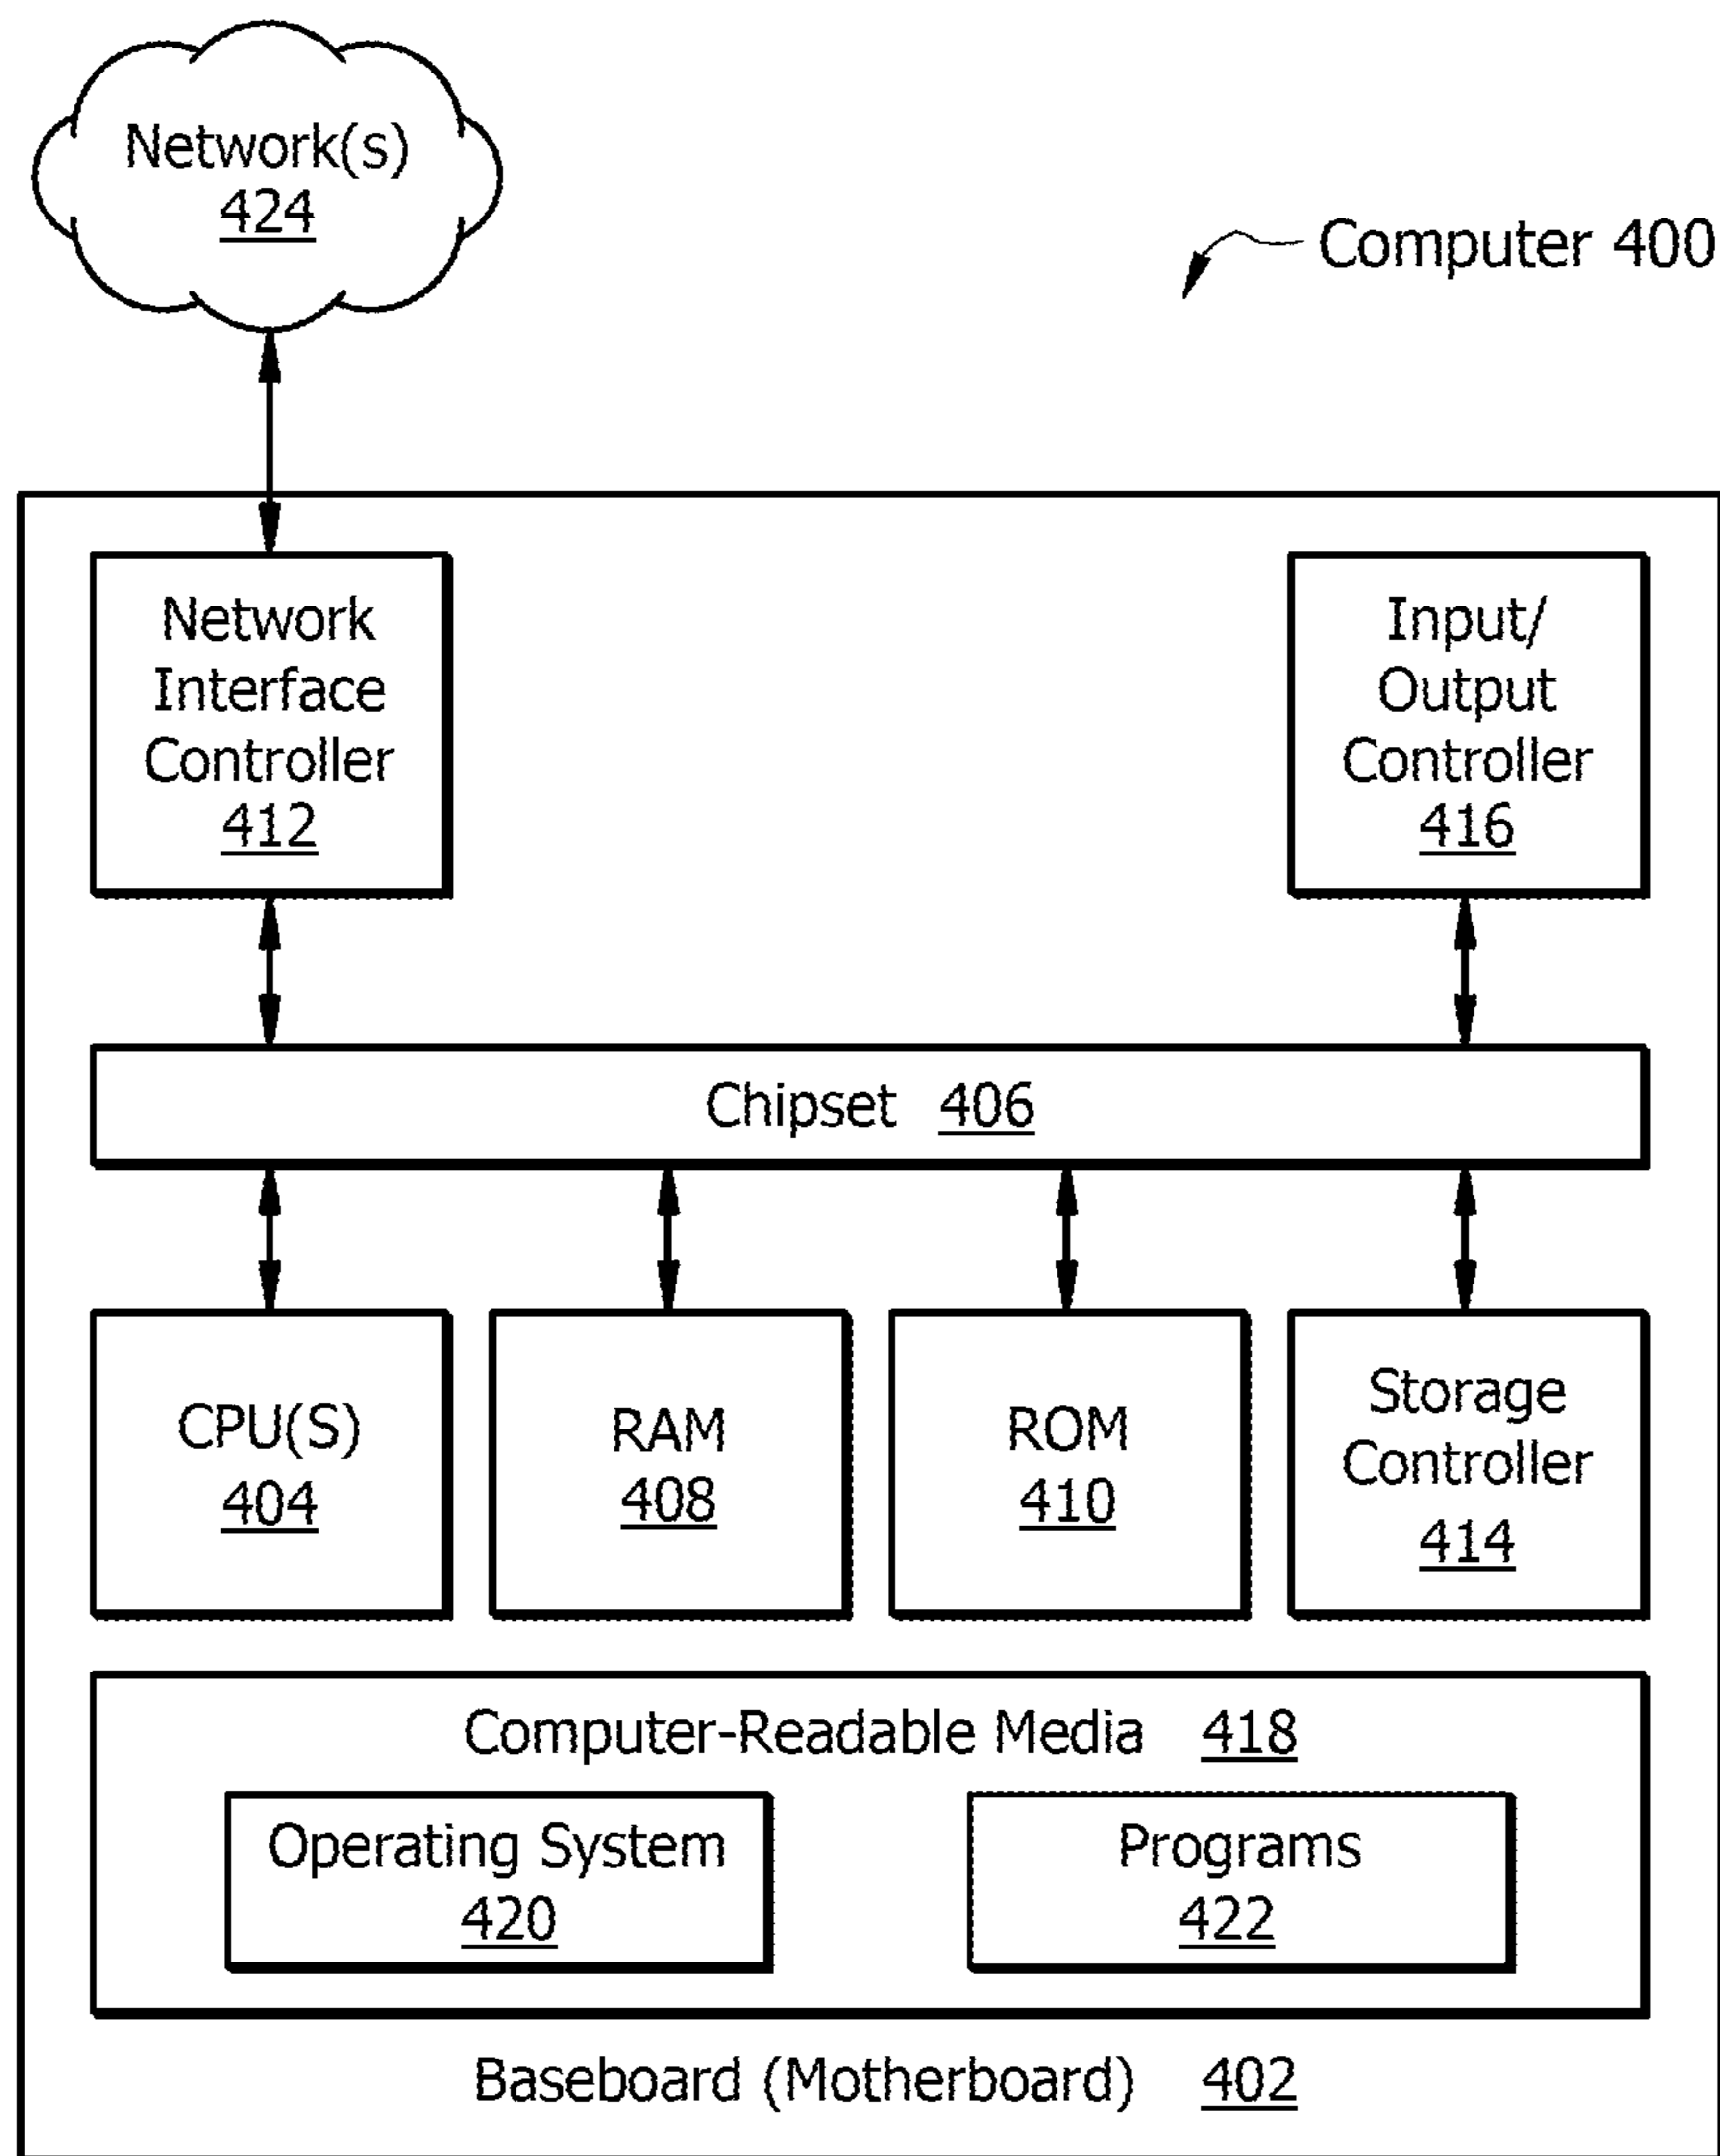 Network(s)
424
Computer 400
Network
Interface
Controller
412
Input/
Output
Controller
416
Chipset 406
CPU(S)
404
RAM
408
ROM
410
Storage
Controller
414
Computer-Readable Media 418
Operating System
420
Programs
422
Baseboard (Motherboard) 402